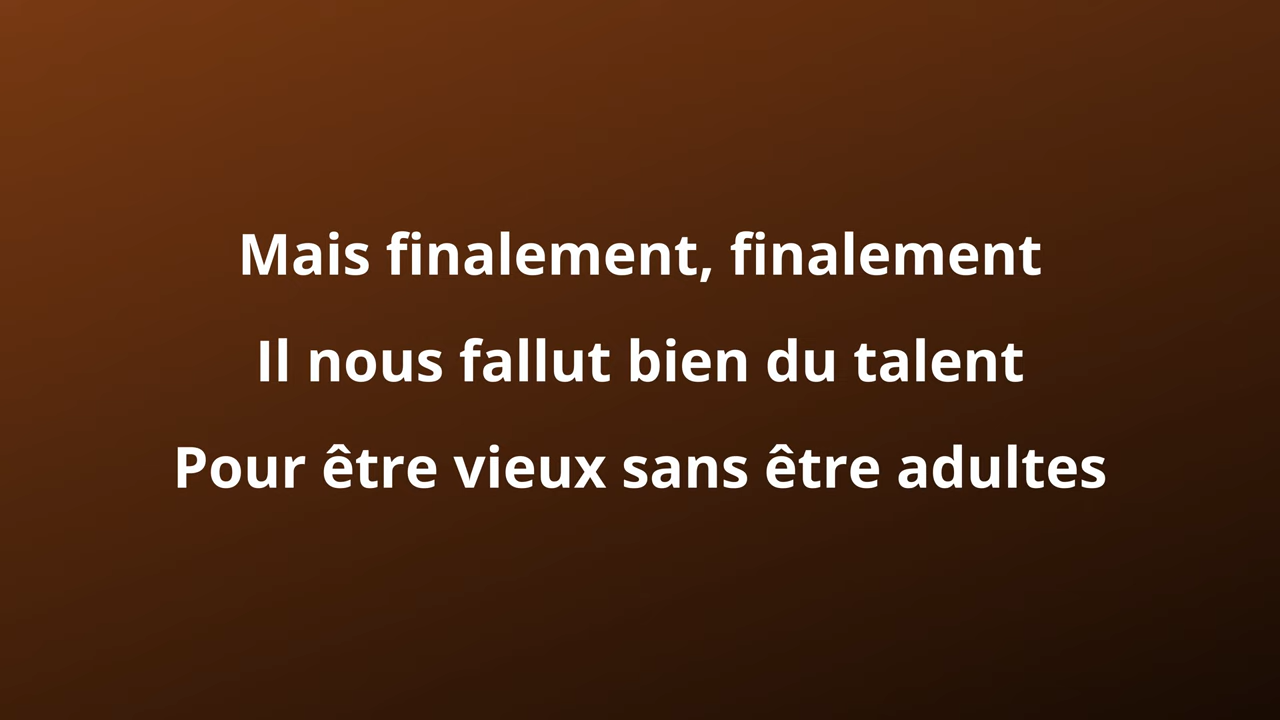 Mais finalement, finalement
Il nous fallut bien du talent
Pour être vieux sans être adultes